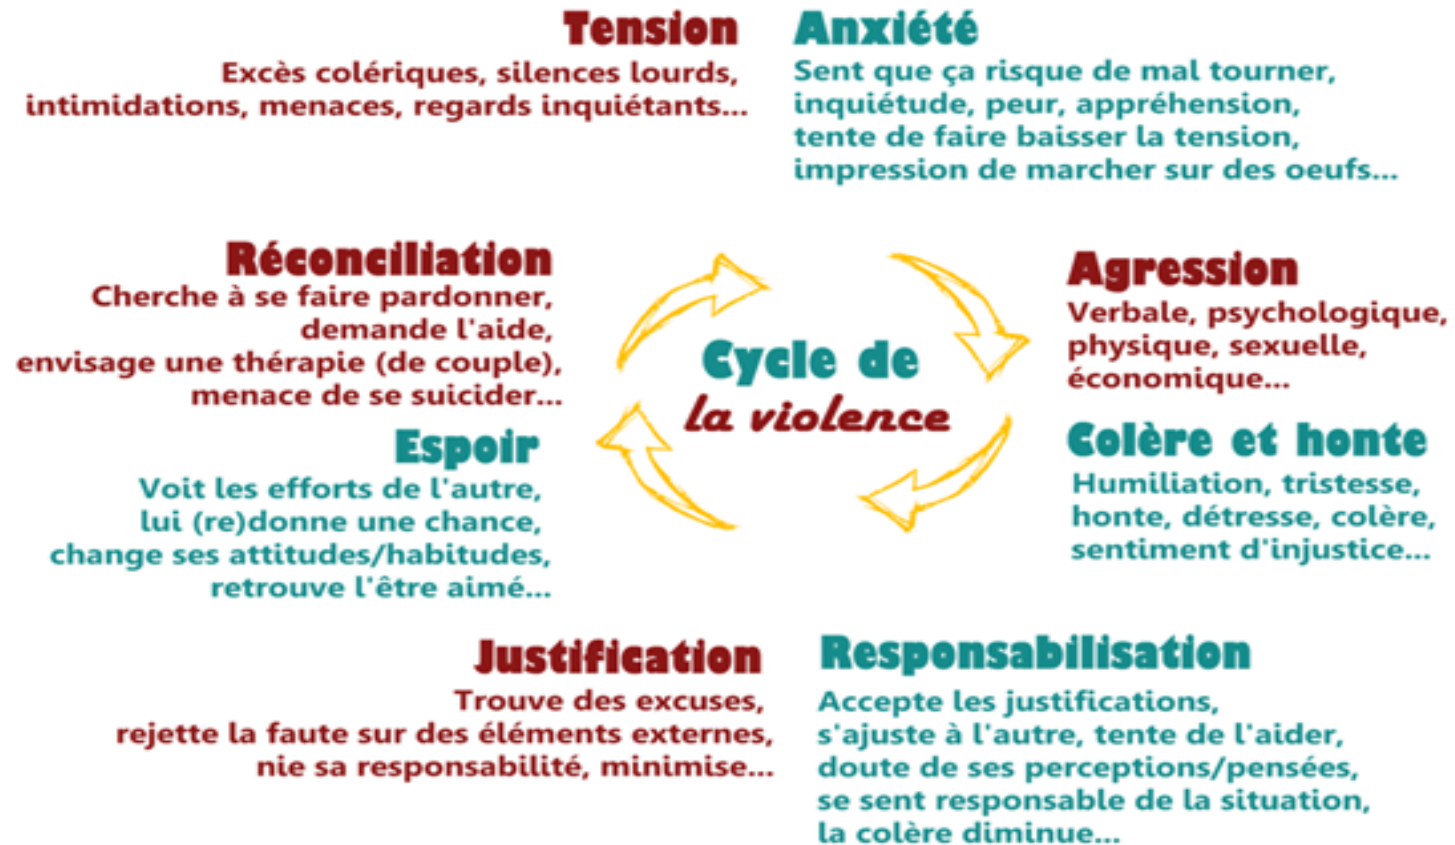 Tension
Excès colériques, silences lourds,
intimidations, menaces, regards inquiétants...
Anxiété
Sent que ça risque de mal tourner,
inquiétude, peur, appréhension,
tente de faire baisser la tension,
impression de marcher sur des oeufs...
Réconciliation
Cherche à se faire pardonner,
demande l'aide,
envisage une thérapie (de couple),
menace de se suicider...
Espoir
Voit les efforts de l'autre,
lui (re)donne une chance,
change ses attitudes/habitudes,
retrouve l'être aimé...
Cycle de
la violence
Agression
Verbale, psychologique,
physique, sexuelle,
économique...
Colère et honte
Humiliation, tristesse,
honte, détresse, colère,
sentiment d'injustice...
Justification
Trouve des excuses,
rejette la faute sur des éléments externes,
nie sa responsabilité, minimise...
Responsabilisation
Accepte les justifications,
s'ajuste à l'autre, tente de l'aider,
doute de ses perceptions/pensées,
se sent responsable de la situation,
la colère diminue...